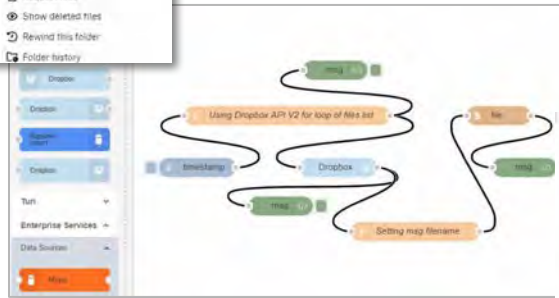 Show deleted files
Rewind this folder
Folder history
Dropbox
Dropbox
Dropbox
Turi
Enterprise Services
Data Sources
msg
Using Dropbox API V2 for loop of files list
file
timestamp
Dropbox
msg
msg
Setting msg filename